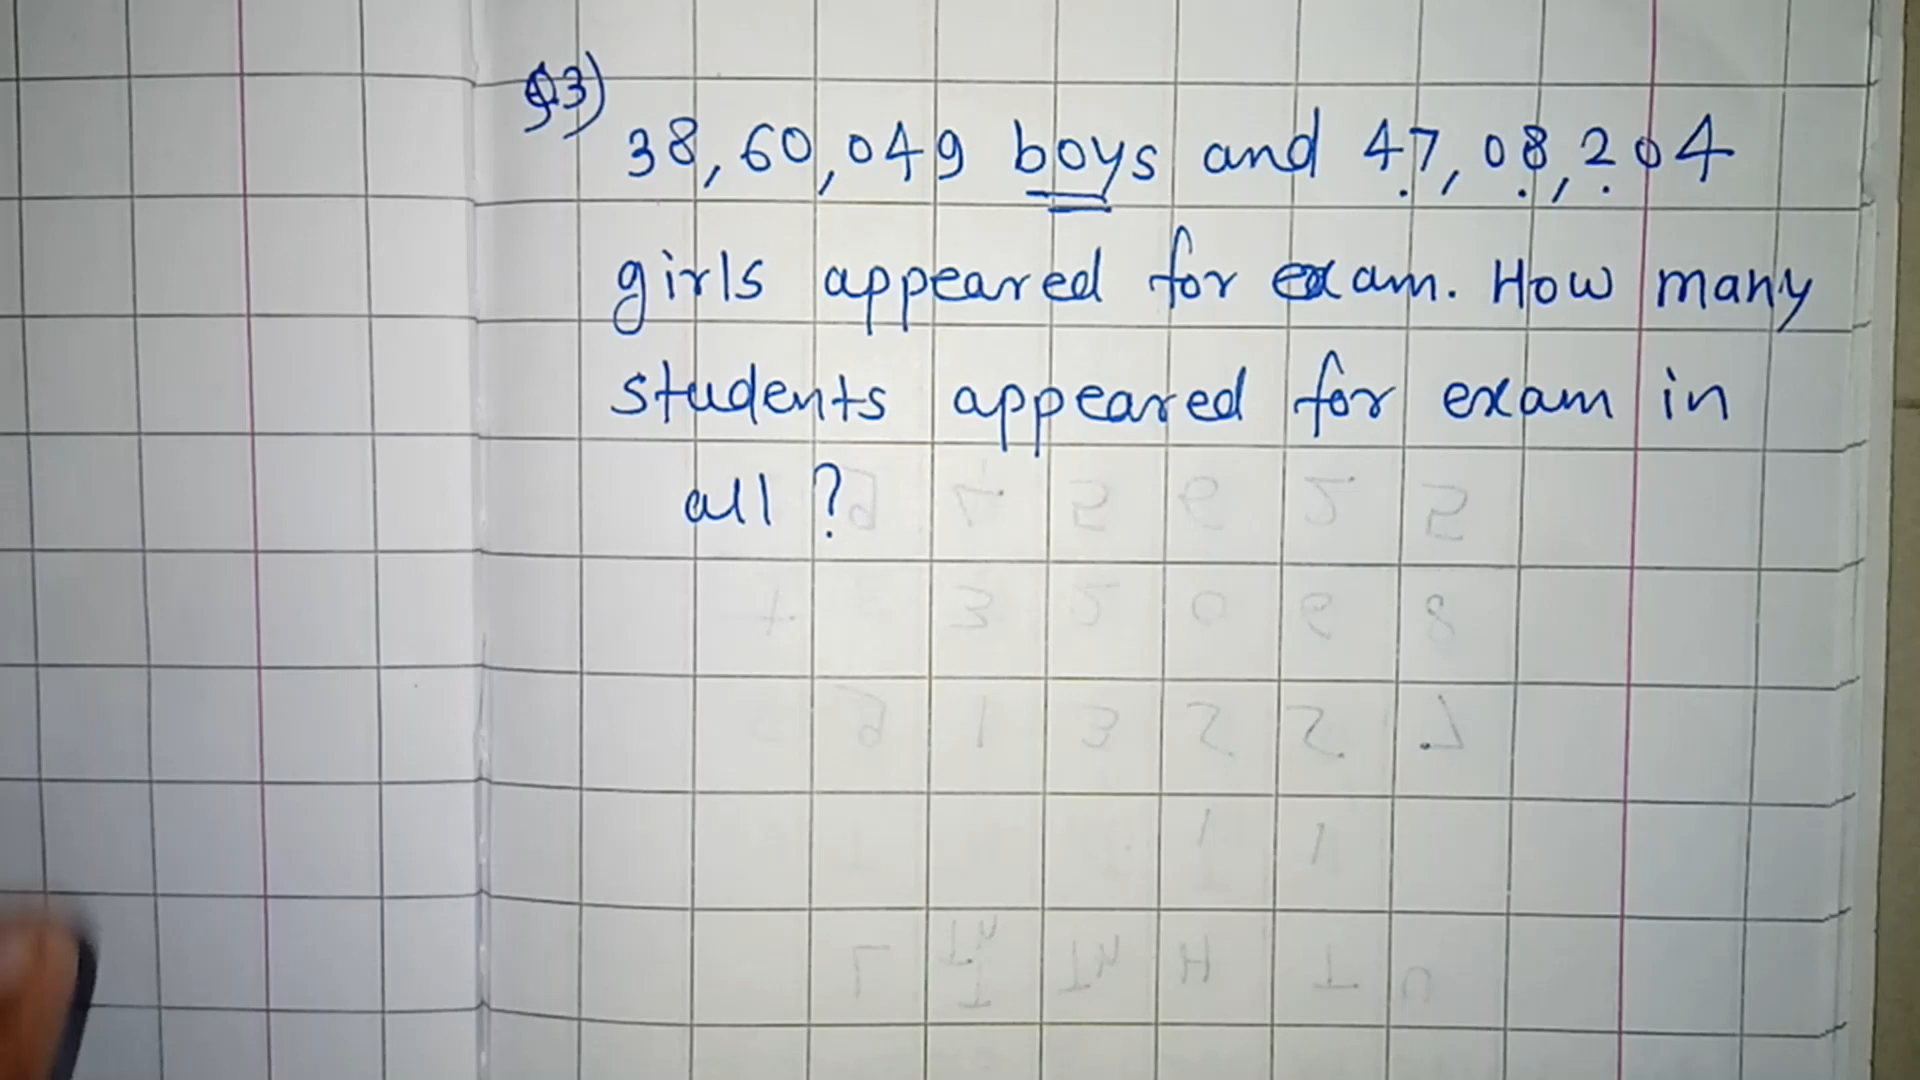 Q3)
38,60,049 boys and 47,08,204
girls appeared for exam. How many
students appeared for exam in
all ?